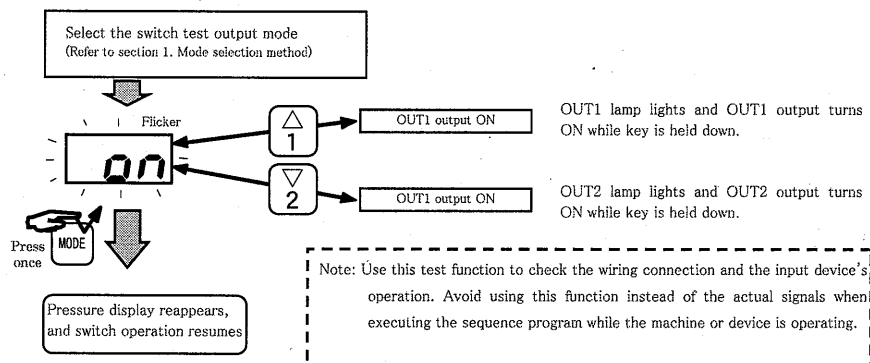 Select the switch test output mode
(Refer to section 1. Mode selection method)
Flicker
on
△
1
OUT1 output ON
OUT1 lamp lights and OUT1 output turns
ON while key is held down.
▽
2
OUT1 output ON
OUT2 lamp lights and OUT2 output turns
ON while key is held down.
Press
once
MODE
Pressure display reappears,
and switch operation resumes
Note: Use this test function to check the wiring connection and the input device's
operation. Avoid using this function instead of the actual signals when
executing the sequence program while the machine or device is operating.